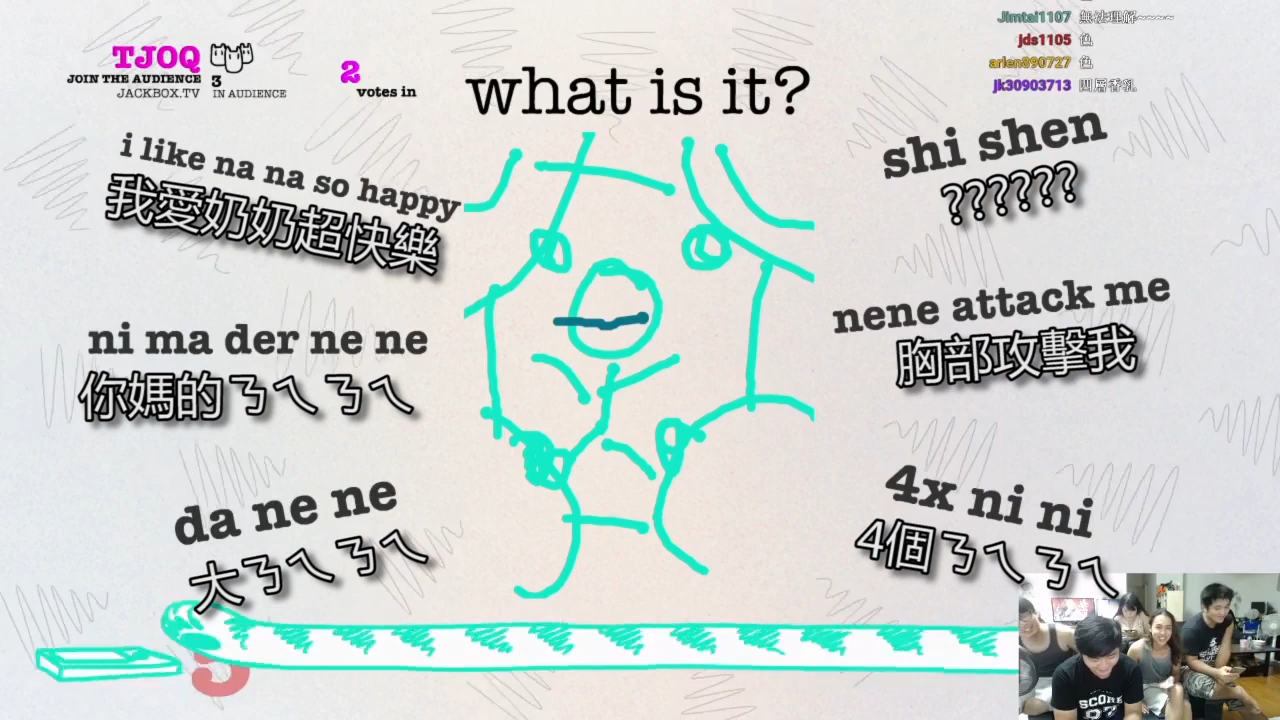 TJOQ
JOIN THE AUDIENCE
JACKBOX.TV
3
IN AUDIENCE
2
votes in
what is it?
Jimtai1107 無法理解~~~~
jds1105 色
arlen890727 色
jk30903713 四層香乳
i like na na so happy
我愛奶奶超快樂
shi shen
??????
ni ma der ne ne
你媽的ㄋㄟㄋㄟ
nene attack me
胸部攻擊我
da ne ne
大ㄋㄟㄋㄟ
4x ni ni
4個ㄋㄟㄋㄟ
3
SCORE
97